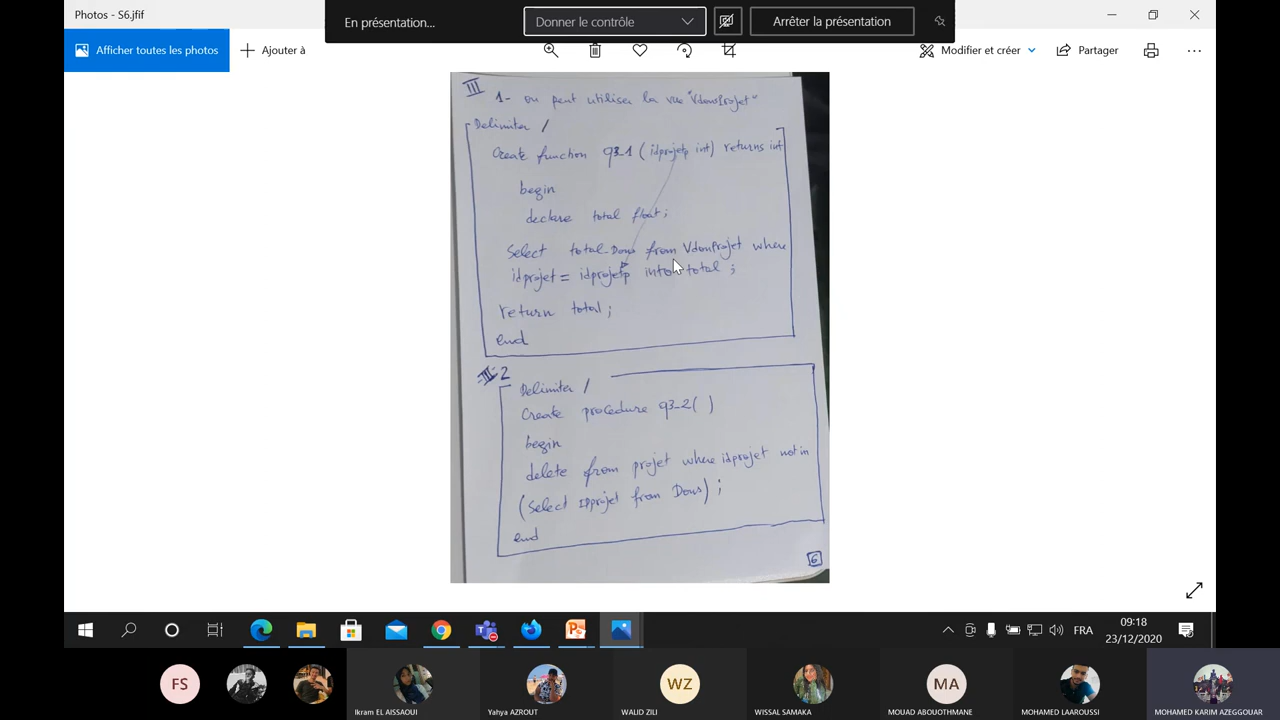 Photos - S6.jfif
En présentation...
Donner le contrôle
Arrêter la présentation
Afficher toutes les photos
Ajouter à
Modifier et créer
Partager
III
1- on peut utiliser la vue "VdonsProjet"
Delimiter /
Create function q3-1 (idprojetp int) returns int
begin
declare total float;
Select total-Dons from VdonsProjet where
idprojet = idprojetp into total ;
return total;
end
III-2
Delimiter /
Create procedure q3-2( )
begin
delete from projet where idprojet not in
(Select IDprojet from Dons) ;
end
6
FRA
09:18
23/12/2020
FS
WZ
MA
Ikram EL AISSAOUI
Yahya AZROUT
WALID ZILI
WISSAL SAMAKA
MOUAD ABOUOTHMANE
MOHAMED LAAROUSSI
MOHAMED KARIM AZEGGOUAR